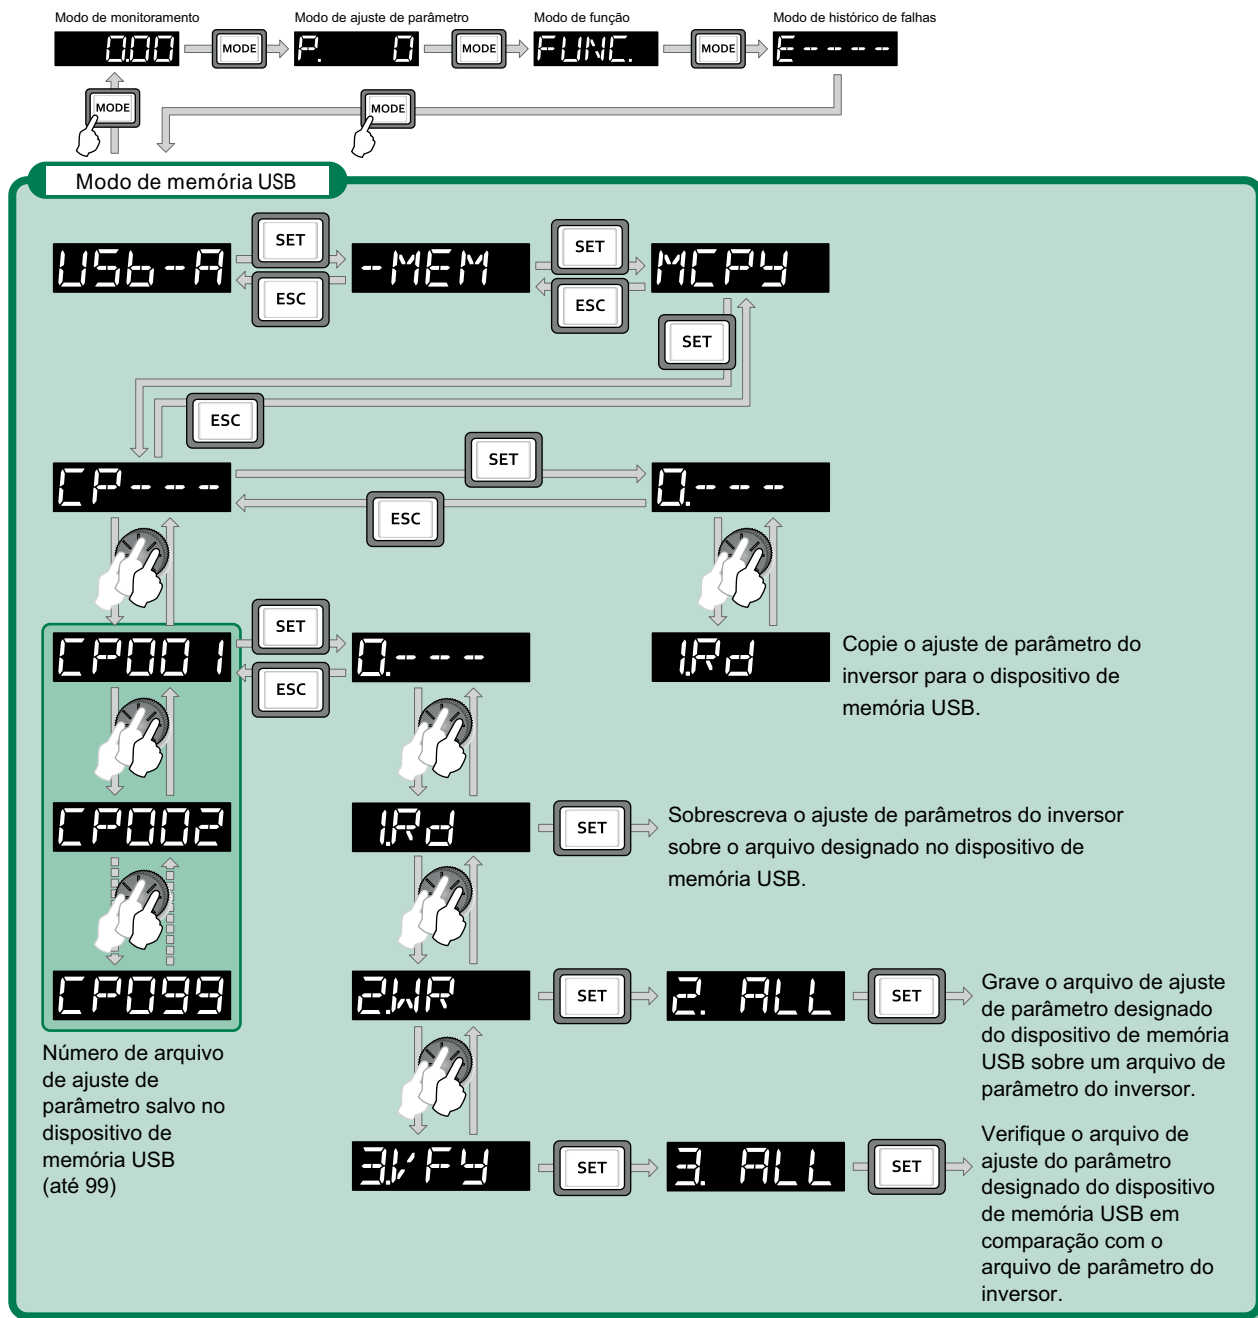 Modo de monitoramento
Modo de ajuste de parâmetro
Modo de função
Modo de histórico de falhas
0.00
MODE
P. 0
MODE
FUNC.
MODE
E-----
MODE
MODE
Modo de memória USB
USb-A
SET
ESC
-MEM
SET
ESC
MCPY
SET
ESC
CP---
SET
ESC
0.---
CP001
SET
ESC
0.---
1.Rd
Copie o ajuste de parâmetro do
inversor para o dispositivo de
memória USB.
CP002
1.Rd
SET
Sobrescreva o ajuste de parâmetros do inversor
sobre o arquivo designado no dispositivo de
memória USB.
CP099
2.WR
SET
2. ALL
SET
Grave o arquivo de ajuste
de parâmetro designado
do dispositivo de memória
USB sobre um arquivo de
parâmetro do inversor.
Número de arquivo
de ajuste de
parâmetro salvo no
dispositivo de
memória USB
(até 99)
3.VFY
SET
3. ALL
SET
Verifique o arquivo de
ajuste do parâmetro
designado do dispositivo
de memória USB em
comparação com o
arquivo de parâmetro do
inversor.